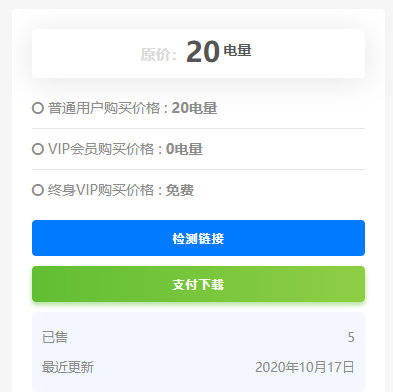 原价: 20 电量
普通用户购买价格 : 20电量
VIP会员购买价格 : 0电量
终身VIP购买价格 : 免费
检测链接
支付下载
已售 5
最近更新 2020年10月17日